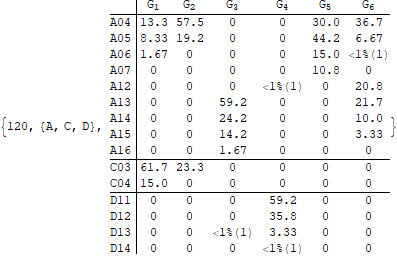 G1 G2 G3 G4 G5 G6
A04 13.3 57.5 0 0 30.0 36.7
A05 8.33 19.2 0 0 44.2 6.67
A06 1.67 0 0 0 15.0 <1%(1)
A07 0 0 0 0 10.8 0
A12 0 0 0 <1%(1) 0 20.8
A13 0 0 59.2 0 0 21.7
{120, {A, C, D}, A14 0 0 24.2 0 0 10.0 }
A15 0 0 14.2 0 0 3.33
A16 0 0 1.67 0 0 0
C03 61.7 23.3 0 0 0 0
C04 15.0 0 0 0 0 0
D11 0 0 0 59.2 0 0
D12 0 0 0 35.8 0 0
D13 0 0 <1%(1) 3.33 0 0
D14 0 0 0 <1%(1) 0 0